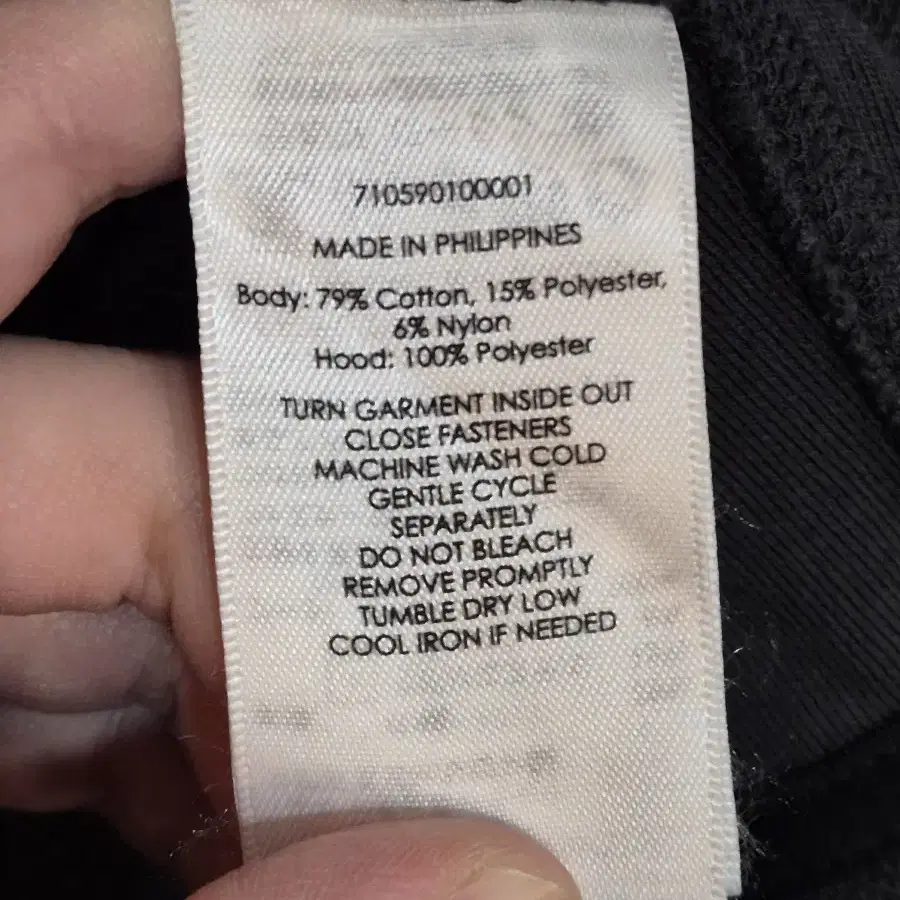 710590100001
MADE IN PHILIPPINES
Body: 79% Cotton, 15% Polyester,
6% Nylon
Hood: 100% Polyester
TURN GARMENT INSIDE OUT
CLOSE FASTENERS
MACHINE WASH COLD
GENTLE CYCLE
SEPARATELY
DO NOT BLEACH
REMOVE PROMPTLY
TUMBLE DRY LOW
COOL IRON IF NEEDED